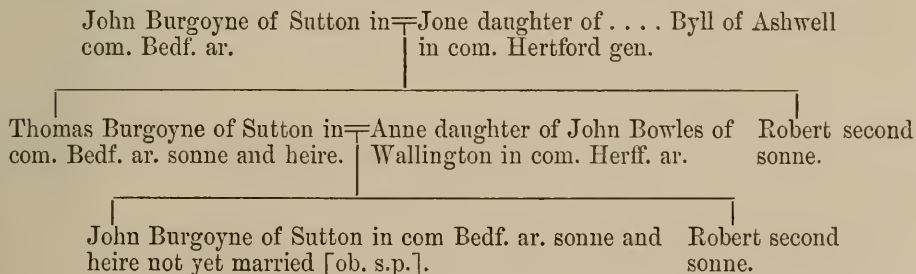 John Burgoyne of Sutton in=Jone daughter of . . . . Byll of Ashwell
com. Bedf. ar. in com. Hertford gen.
Thomas Burgoyne of Sutton in=Anne daughter of John Bowles of Robert second
com. Bedf. ar. sonne and heire. Wallington in com. Herff. ar. sonne.
John Burgoyne of Sutton in com Bedf. ar. sonne and Robert second
heire not yet married [ob. s.p.]. sonne.